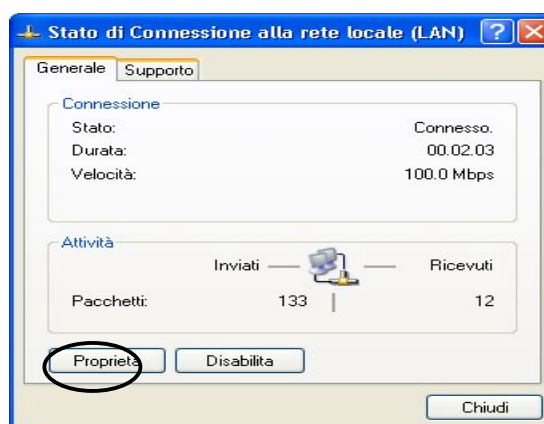 Stato di Connessione alla rete locale (LAN)
Generale Supporto
Connessione
Stato: Connesso.
Durata: 00.02.03
Velocità: 100.0 Mbps
Attività
Inviati Ricevuti
Pacchetti: 133 12
Proprietà Disabilita
Chiudi